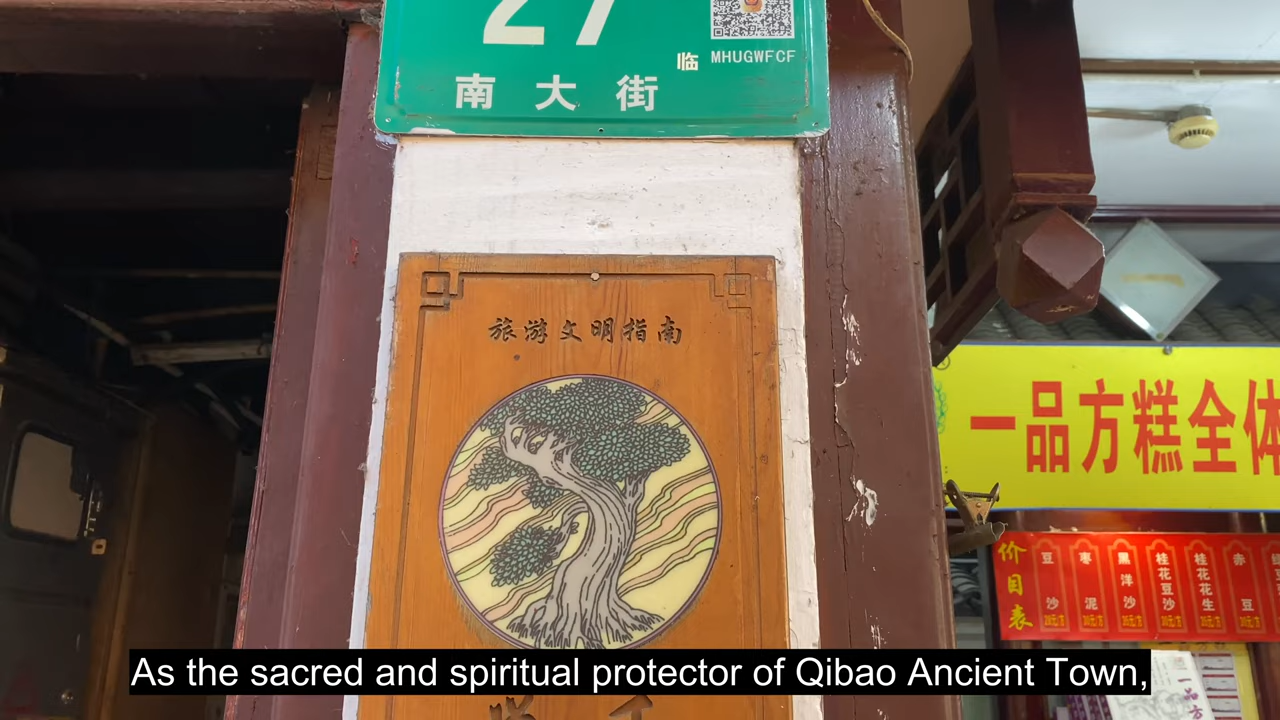 27
临 MHUGWFCF
南大街
旅游文明指南
一品方糕全体
价目表
豆沙
枣泥
黑洋沙
桂花豆沙
桂花花生
赤豆
As the sacred and spiritual protector of Qibao Ancient Town,